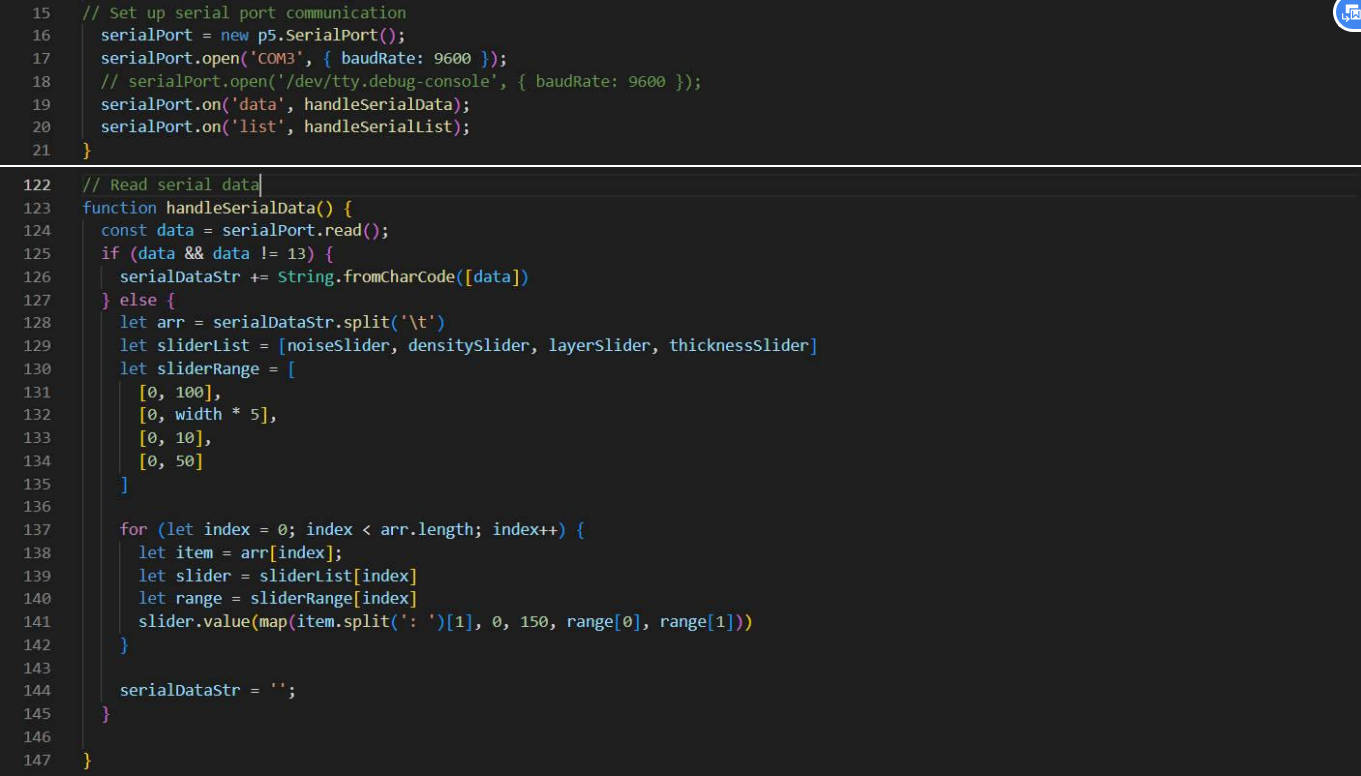 15 // Set up serial port communication
16 serialPort = new p5.SerialPort();
17 serialPort.open('COM3', { baudRate: 9600 });
18 // serialPort.open('/dev/tty.debug-console', { baudRate: 9600 });
19 serialPort.on('data', handleSerialData);
20 serialPort.on('list', handleSerialList);
21 }
122 // Read serial data
123 function handleSerialData() {
124 const data = serialPort.read();
125 if (data && data != 13) {
126 serialDataStr += String.fromCharCode([data])
127 } else {
128 let arr = serialDataStr.split('\t')
129 let sliderList = [noiseSlider, densitySlider, layerSlider, thicknessSlider]
130 let sliderRange = [
131 [0, 100],
132 [0, width * 5],
133 [0, 10],
134 [0, 50]
135 ]
136
137 for (let index = 0; index < arr.length; index++) {
138 let item = arr[index];
139 let slider = sliderList[index]
140 let range = sliderRange[index]
141 slider.value(map(item.split(': ')[1], 0, 150, range[0], range[1]))
142 }
143
144 serialDataStr = '';
145 }
146
147 }